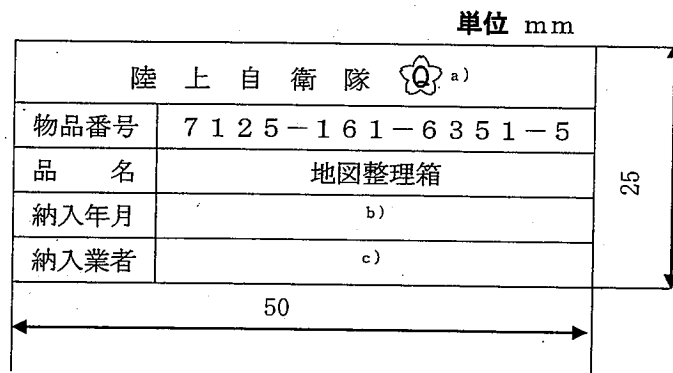 単位 mm
陸上自衛隊 Q a)
物品番号 7125-161-6351-5
品名 地図整理箱
納入年月 b)
納入業者 c)
25
50